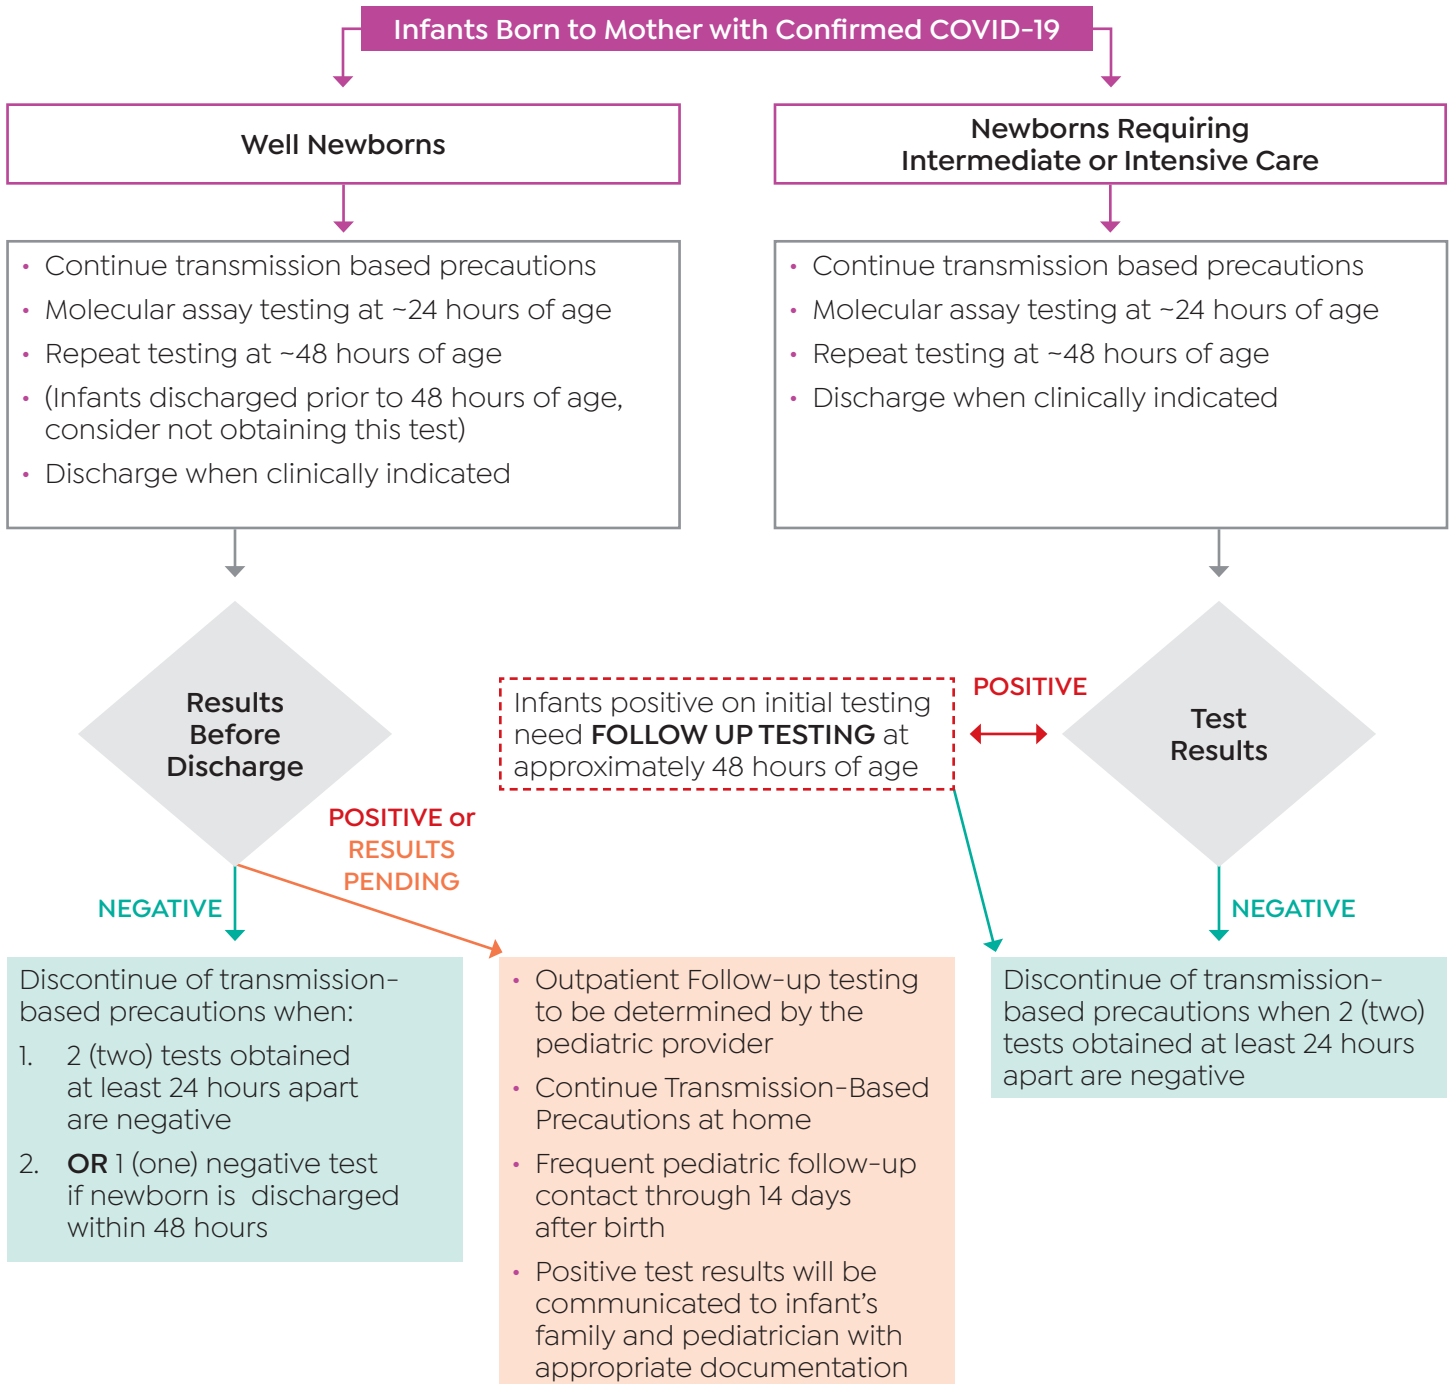 Infants Born to Mother with Confirmed COVID-19
Well Newborns
Newborns Requiring
Intermediate or Intensive Care
• Continue transmission based precautions
• Molecular assay testing at ~24 hours of age
• Repeat testing at ~48 hours of age
• (Infants discharged prior to 48 hours of age,
consider not obtaining this test)
• Discharge when clinically indicated
• Continue transmission based precautions
• Molecular assay testing at ~24 hours of age
• Repeat testing at ~48 hours of age
• Discharge when clinically indicated
Results
Before
Discharge
POSITIVE or
RESULTS
PENDING
NEGATIVE
Infants positive on initial testing
need FOLLOW UP TESTING at
approximately 48 hours of age
POSITIVE
Test
Results
NEGATIVE
Discontinue of transmission-
based precautions when:
1. 2 (two) tests obtained
at least 24 hours apart
are negative
2. OR 1 (one) negative test
if newborn is discharged
within 48 hours
• Outpatient Follow-up testing
to be determined by the
pediatric provider
• Continue Transmission-Based
Precautions at home
• Frequent pediatric follow-up
contact through 14 days
after birth
• Positive test results will be
communicated to infant's
family and pediatrician with
appropriate documentation
Discontinue of transmission-
based precautions when 2 (two)
tests obtained at least 24 hours
apart are negative